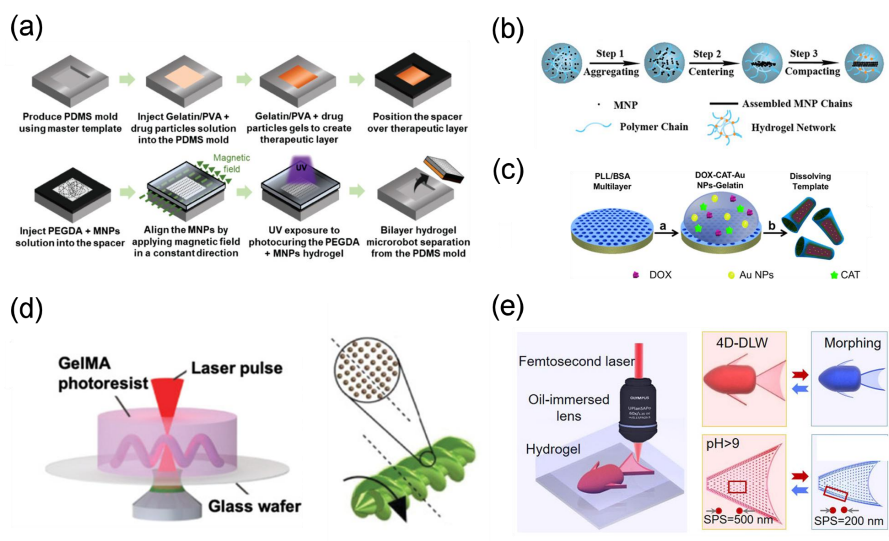 (a)
Produce PDMS mold
using master template
Inject Gelatin/PVA +
drug particles solution
into the PDMS mold
Gelatin/PVA + drug
particles gels to create
therapeutic layer
Position the spacer
over therapeutic layer
Magnetic
field
UV
Inject PEGDA + MNPs
solution into the spacer
Align the MNPs by
applying magnetic field
in a constant direction
UV exposure to
photocuring the PEGDA
+ MNPs hydrogel
Bilayer hydrogel
microrobot separation
from the PDMS mold
(b)
Step 1
Aggregating
Step 2
Centering
Step 3
Compacting
MNP
Assembled MNP Chains
Polymer Chain
Hydrogel Network
(c)
PLL/BSA
Multilayer
DOX-CAT-Au
NPs-Gelatin
Dissolving
Template
a
b
DOX
Au NPs
CAT
(d)
GelMA
photoresist
Laser pulse
Glass wafer
(e)
Femtosecond laser
Oil-immersed
lens
OLYMPUS
Hydrogel
4D-DLW
Morphing
pH>9
SPS=500 nm
SPS=200 nm